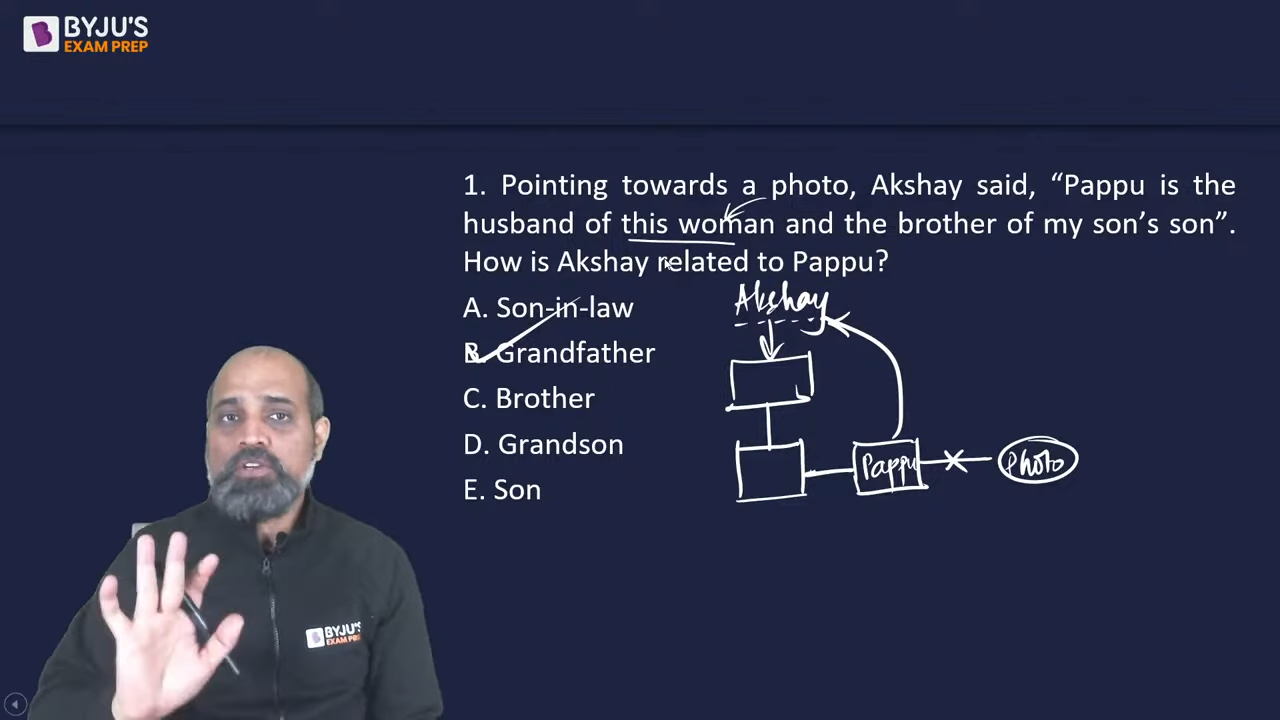 BYJU'S
EXAM PREP
1. Pointing towards a photo, Akshay said, “Pappu is the
husband of this woman and the brother of my son’s son”.
How is Akshay related to Pappu?
A. Son-in-law
B. Grandfather
C. Brother
D. Grandson
E. Son
Akshay
Pappu
Photo
BYJU'S
EXAM PREP